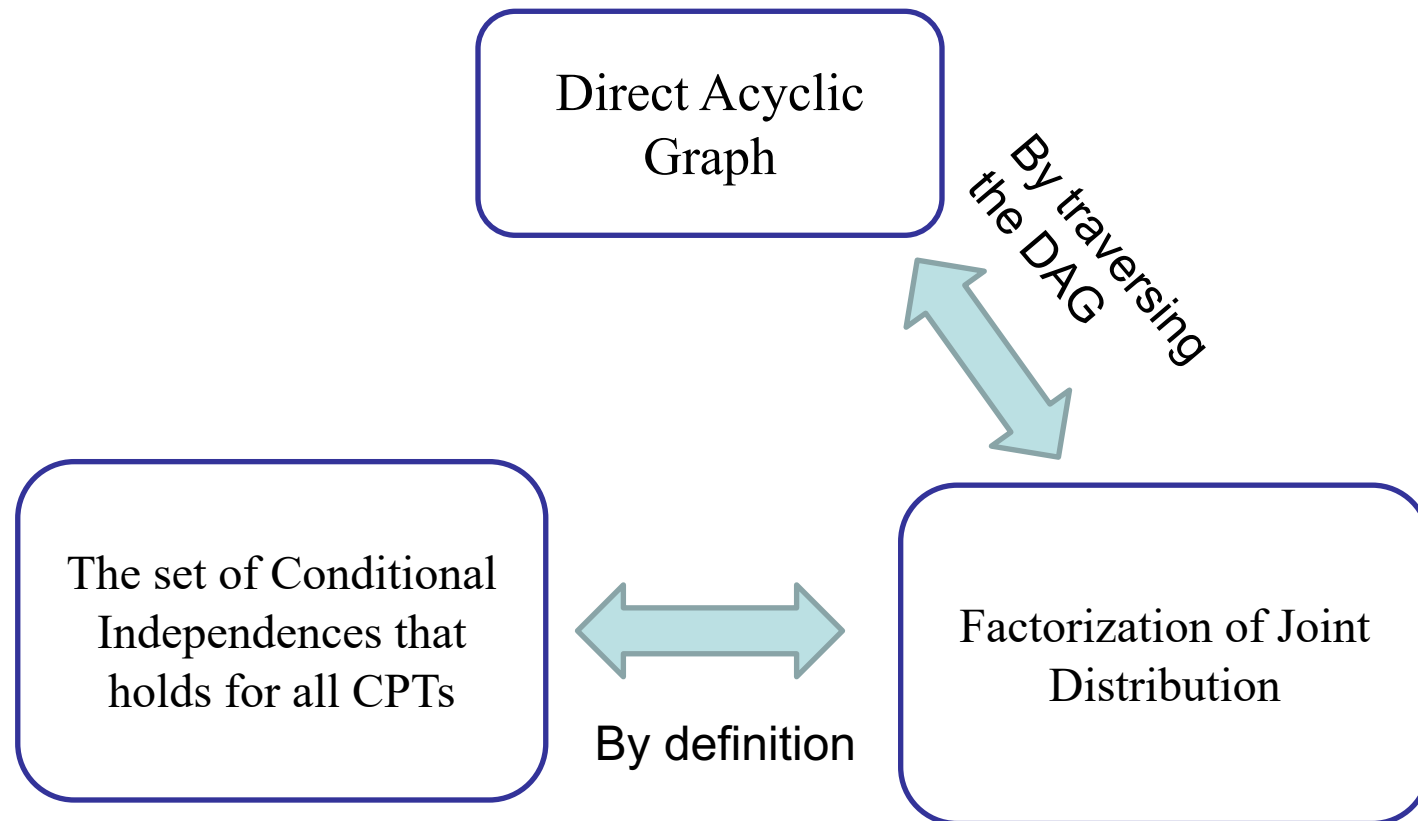 Direct Acyclic
Graph
By traversing
the DAG
The set of Conditional
Independences that
holds for all CPTs
By definition
Factorization of Joint
Distribution